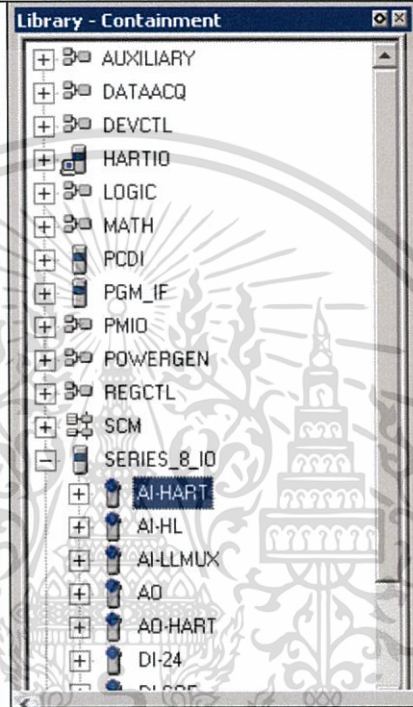 Library - Containment
AUXILIARY
DATAACQ
DEVCTL
HARTIO
LOGIC
MATH
PCDI
PGM_IF
PMIO
POWERGEN
REGCTL
SCM
SERIES_8_IO
AI-HART
AI-HL
AI-LLMUX
AO
AO-HART
DI-24